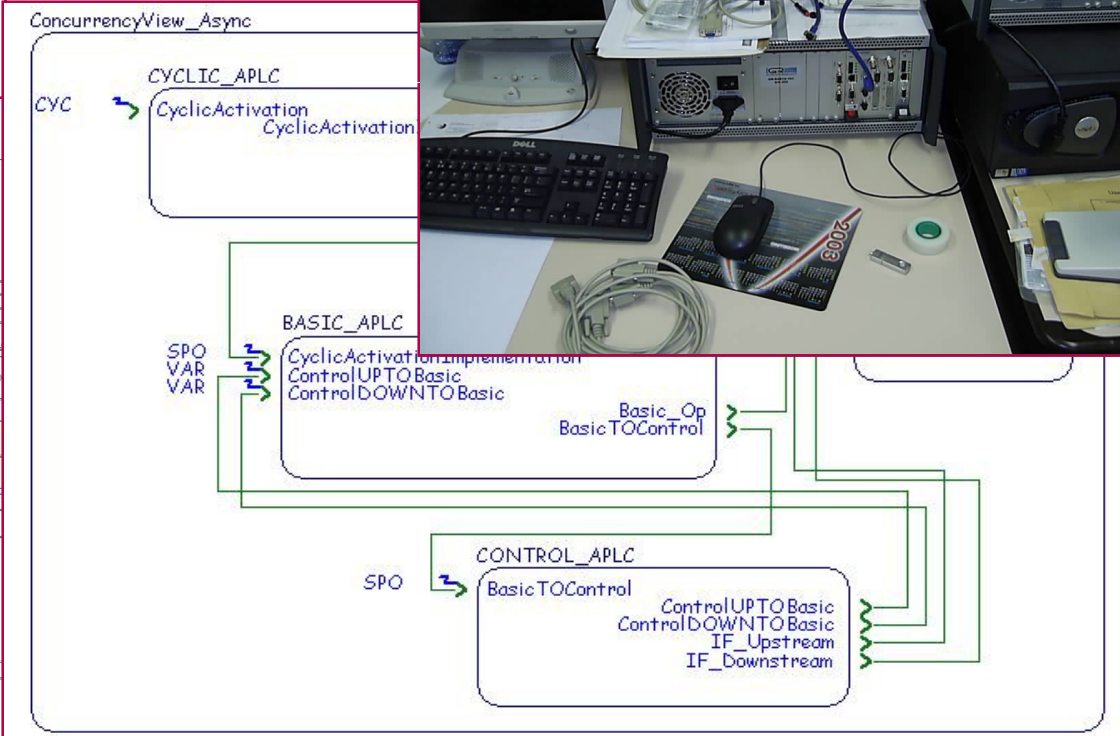 ConcurrencyView_Async
CYCLIC_APLC
CYC
CyclicActivation
CyclicActivation
DELL
2003
BASIC_APLC
SPO
VAR
VAR
CyclicActivationImplementation
ControlUPTOBasic
ControlDOWNTOBasic
Basic_Op
BasicTOControl
CONTROL_APLC
SPO
BasicTOControl
ControlUPTOBasic
ControlDOWNTOBasic
IF_Upstream
IF_Downstream